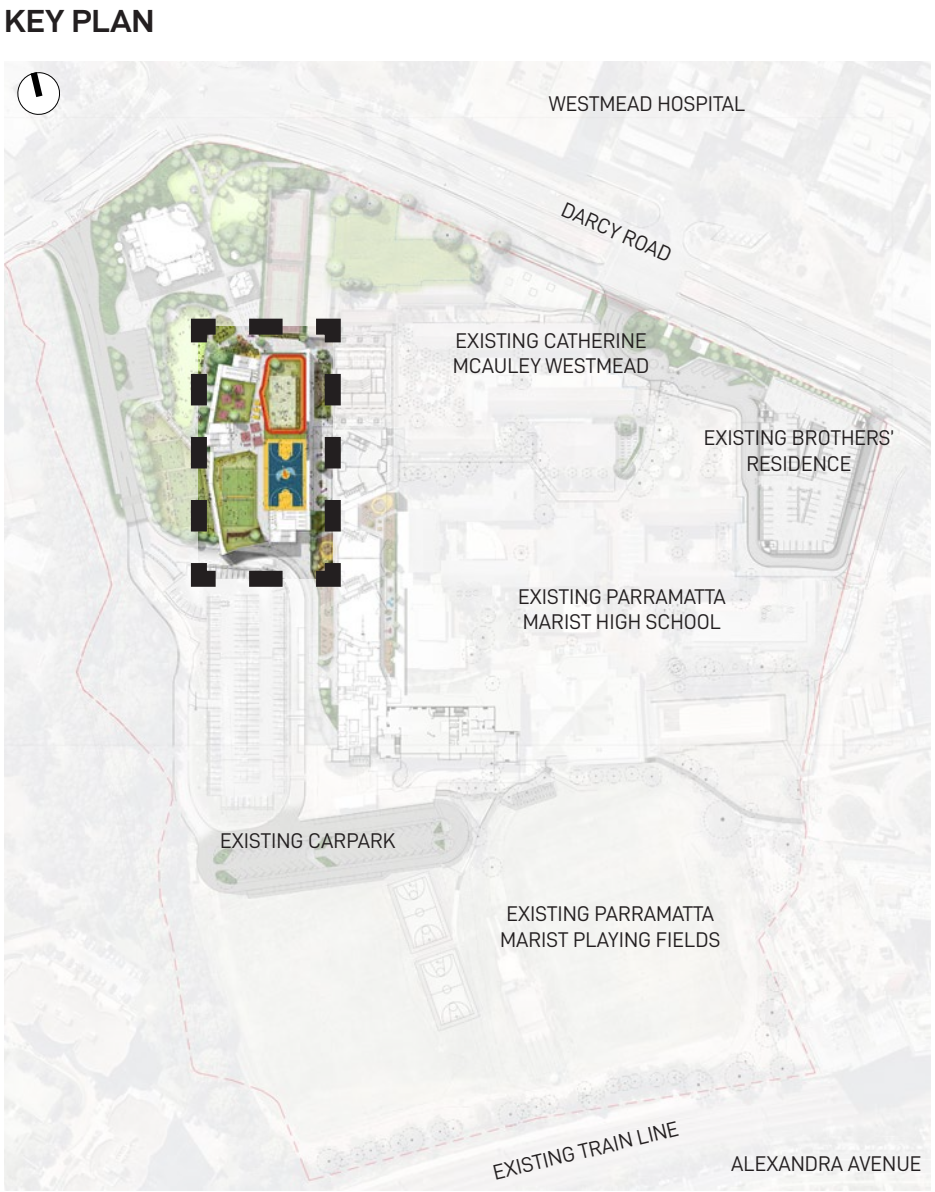 KEY PLAN
WESTMEAD HOSPITAL
DARCY ROAD
EXISTING CATHERINE
MCAULEY WESTMEAD
EXISTING BROTHERS'
RESIDENCE
EXISTING PARRAMATTA
MARIST HIGH SCHOOL
EXISTING CARPARK
EXISTING PARRAMATTA
MARIST PLAYING FIELDS
EXISTING TRAIN LINE
ALEXANDRA AVENUE